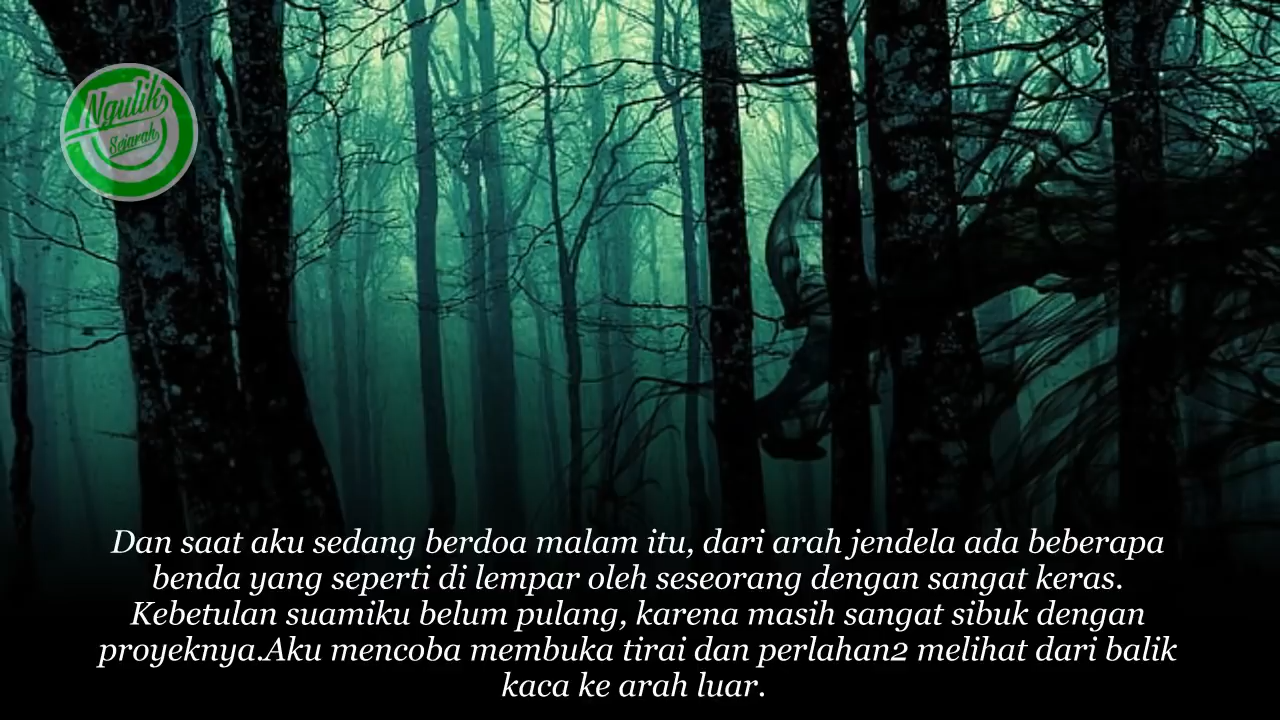 Ngulik
Sejarah
Dan saat aku sedang berdoa malam itu, dari arah jendela ada beberapa
benda yang seperti di lempar oleh seseorang dengan sangat keras.
Kebetulan suamiku belum pulang, karena masih sangat sibuk dengan
proyeknya.Aku mencoba membuka tirai dan perlahan2 melihat dari balik
kaca ke arah luar.